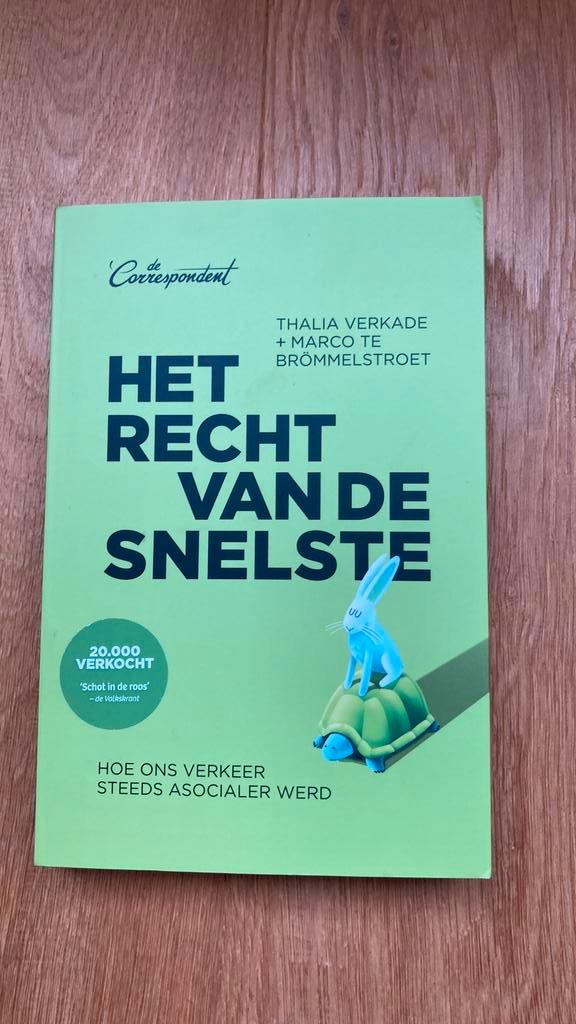 de
Correspondent
THALIA VERKADE
+ MARCO TE
BRÖMMELSTROET
HET
RECHT
VAN DE
SNELSTE
20.000
VERKOCHT
‘Schot in de roos’
– de Volkskrant
HOE ONS VERKEER
STEEDS ASOCIALER WERD